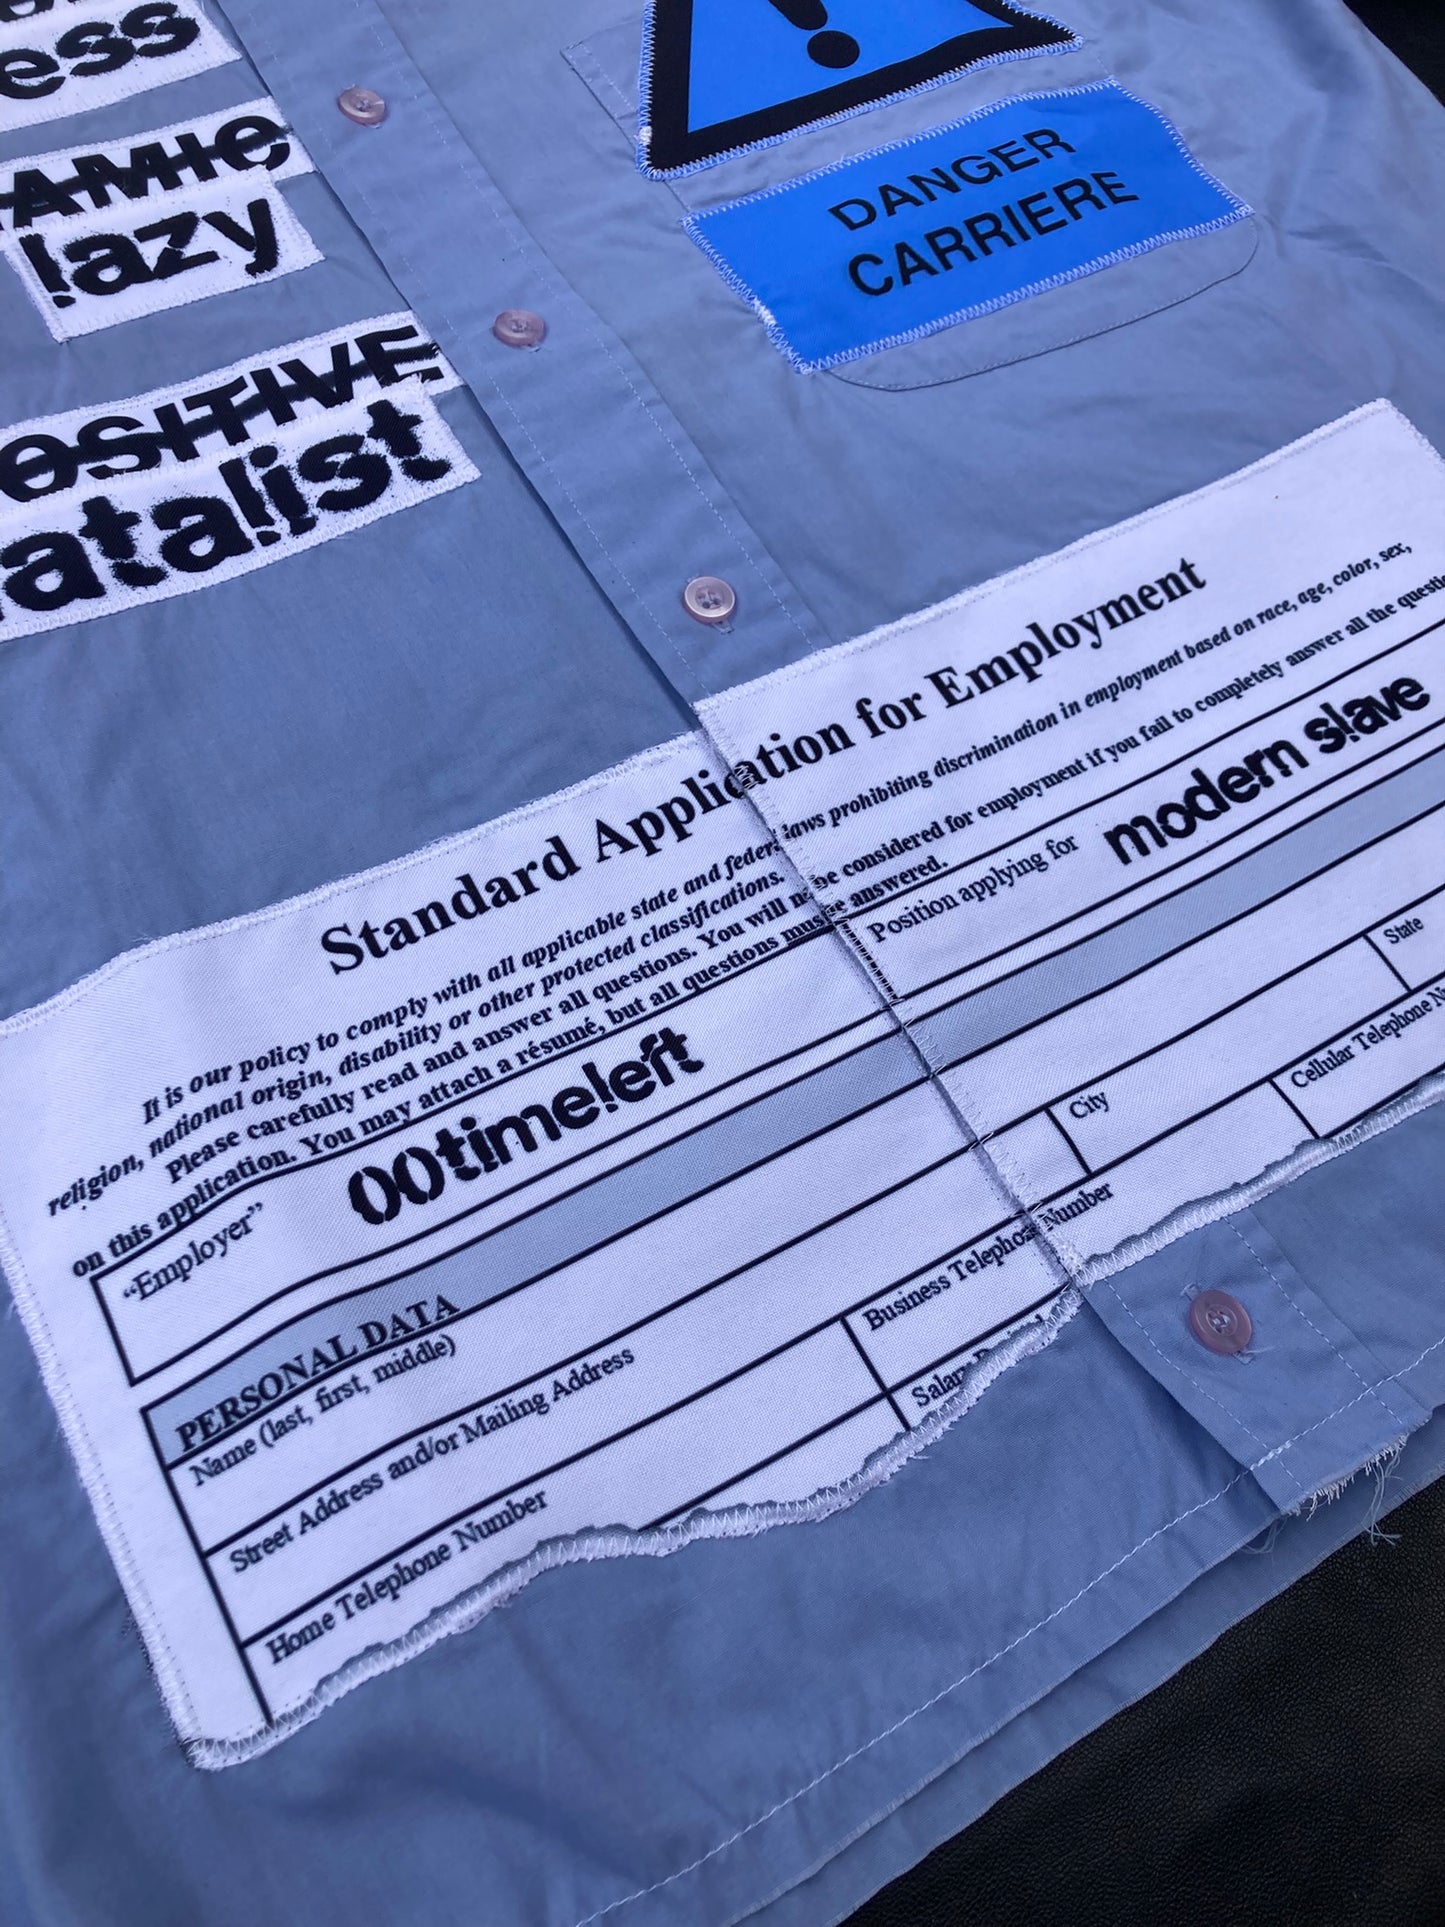 ess
AMIC
lazy
OSITIVE
atalist
DANGER
CARRIERE
Standard Application for Employment
It is our policy to comply with all applicable state and federal laws prohibiting discrimination in employment based on race, age, color, sex,
religion, national origin, disability or other protected classifications.
Please carefully read and answer all questions. You will not be considered for employment if you fail to completely answer all the questi
on this application. You may attach a résumé, but all questions must be answered.
“Employer” 00timeleft
Position applying for modern slave
PERSONAL DATA
Name (last, first, middle)
Street Address and/or Mailing Address
City
State
Home Telephone Number
Business Telephone Number
Cellular Telephone N
Salary